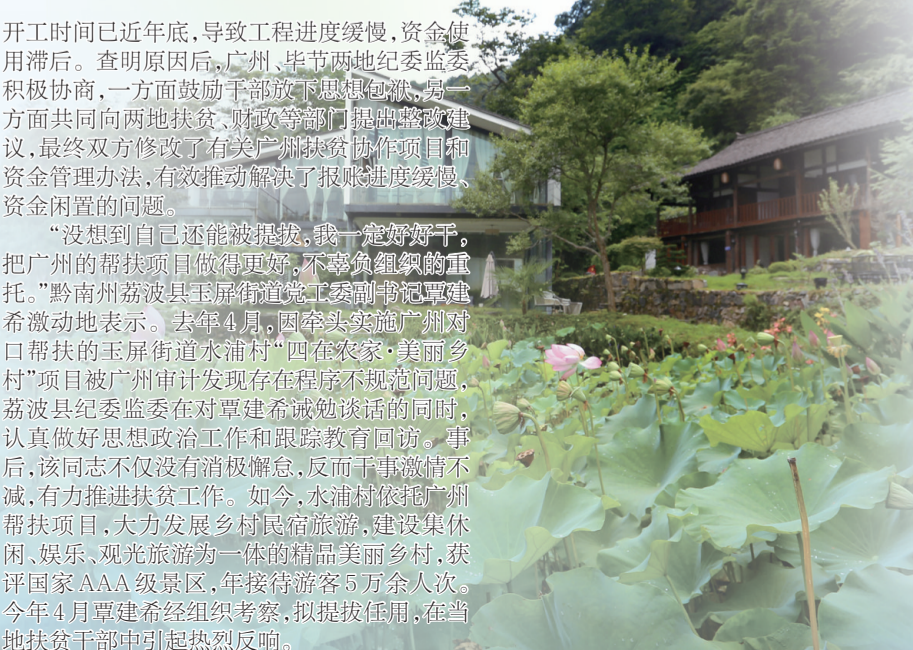 开工时间已近年底，导致工程进度缓慢，资金使
用滞后。查明原因后，广州、毕节两地纪委监委
积极协商，一方面鼓励干部放下思想包袱，另一
方面共同向两地扶贫、财政等部门提出整改建
议，最终双方修改了有关广州扶贫协作项目和
资金管理办法，有效推动解决了报账进度缓慢、
资金闲置的问题。
“没想到自己还能被提拔，我一定好好干，
把广州的帮扶项目做得更好，不辜负组织的重
托。”黔南州荔波县玉屏街道党工委副书记覃建
希激动地表示。去年4月，因牵头实施广州对
口帮扶的玉屏街道水浦村“四在农家·美丽乡
村”项目被广州审计发现存在程序不规范问题，
荔波县纪委监委在对覃建希诫勉谈话的同时，
认真做好思想政治工作和跟踪教育回访。事
后，该同志不仅没有消极懈怠，反而干事激情不
减，有力推进扶贫工作。如今，水浦村依托广州
帮扶项目，大力发展乡村民宿旅游，建设集休
闲、娱乐、观光旅游为一体的精品美丽乡村，获
评国家AAA级景区，年接待游客5万余人次。
今年4月覃建希经组织考察，拟提拔任用，在当
地扶贫干部中引起热烈反响。